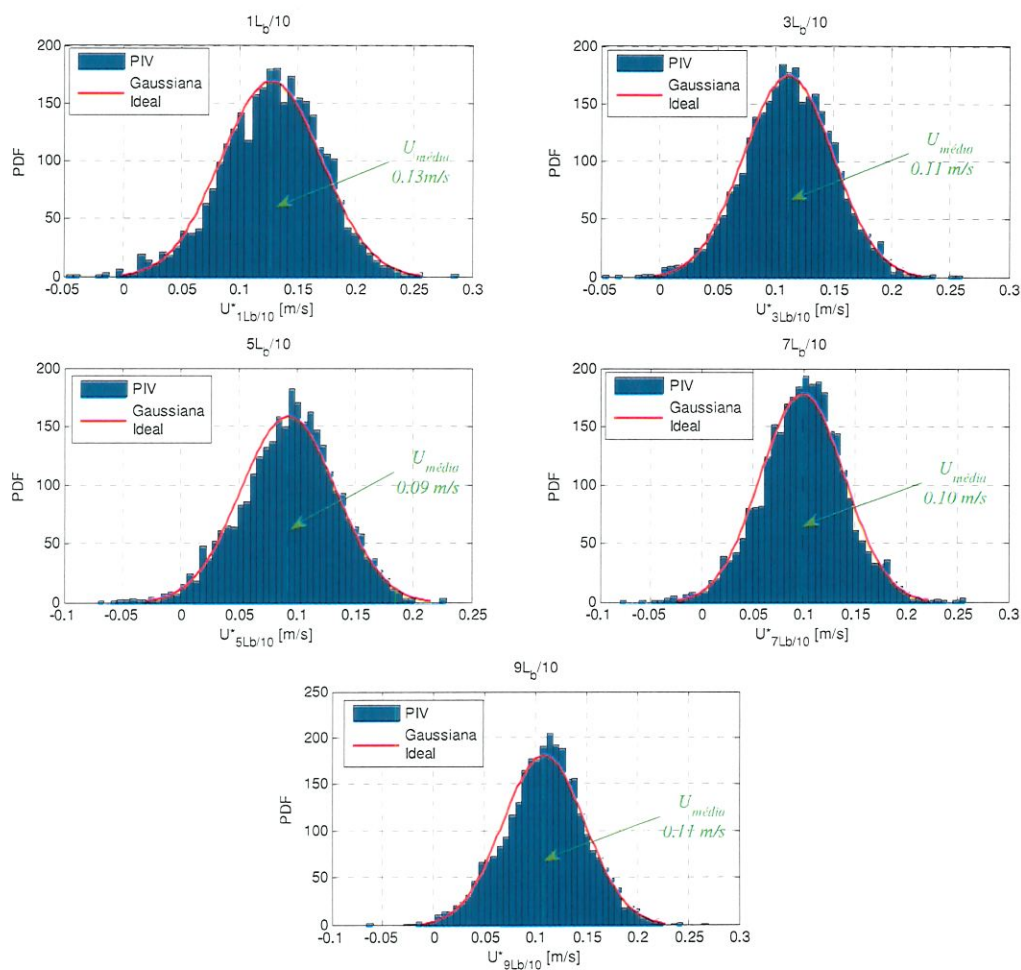 1L_b/10
200
150
100
50
0
PDF
PIV
Gaussiana
Ideal
U_média
0.13m/s
-0.05 0 0.05 0.1 0.15 0.2 0.25 0.3
U*_1Lb/10 [m/s]
3L_b/10
200
150
100
50
0
PDF
PIV
Gaussiana
Ideal
U_média
0.11 m/s
-0.05 0 0.05 0.1 0.15 0.2 0.25 0.3
U*_3Lb/10 [m/s]
5L_b/10
200
150
100
50
0
PDF
PIV
Gaussiana
Ideal
U_média
0.09 m/s
-0.1 -0.05 0 0.05 0.1 0.15 0.2 0.25
U*_5Lb/10 [m/s]
7L_b/10
200
150
100
50
0
PDF
PIV
Gaussiana
Ideal
U_média
0.10 m/s
-0.1 -0.05 0 0.05 0.1 0.15 0.2 0.25 0.3
U*_7Lb/10 [m/s]
9L_b/10
250
200
150
100
50
0
PDF
PIV
Gaussiana
Ideal
U_média
0.11 m/s
-0.1 -0.05 0 0.05 0.1 0.15 0.2 0.25 0.3
U*_9Lb/10 [m/s]